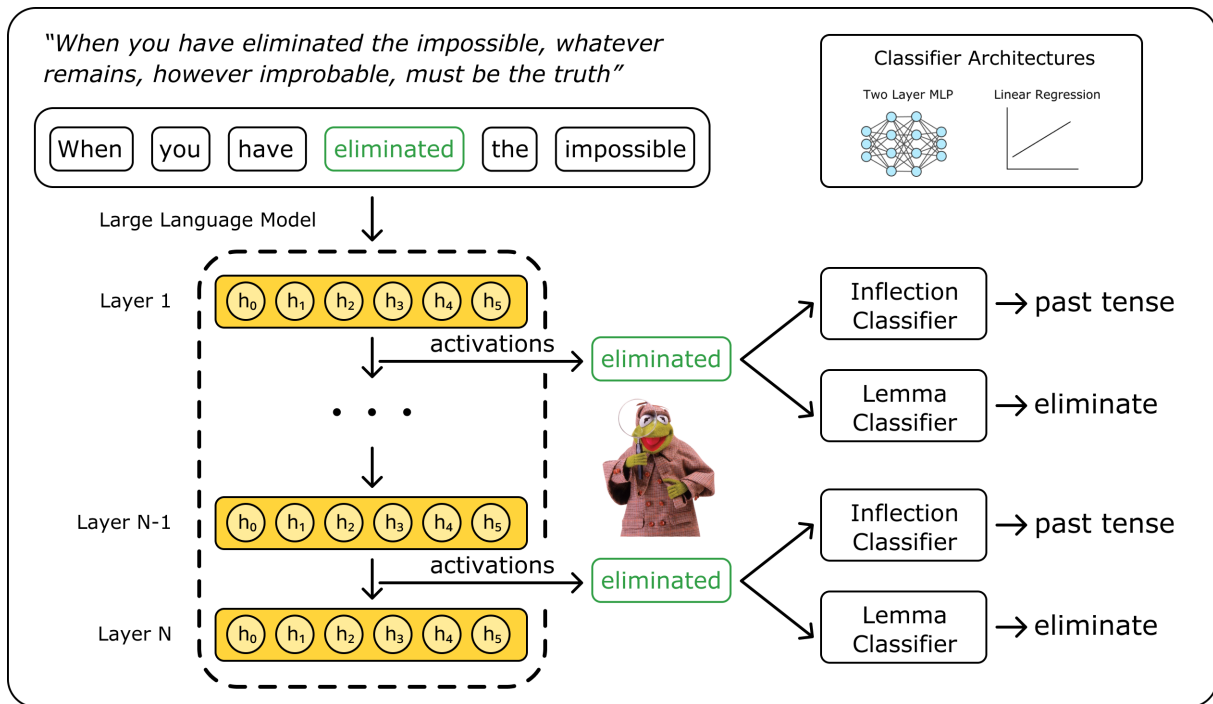 “When you have eliminated the impossible, whatever
remains, however improbable, must be the truth”
When you have eliminated the impossible
Classifier Architectures
Two Layer MLP Linear Regression
Large Language Model
Layer 1
h₀ h₁ h₂ h₃ h₄ h₅
activations
eliminated
Inflection
Classifier
past tense
Lemma
Classifier
eliminate
. . .
Layer N-1
h₀ h₁ h₂ h₃ h₄ h₅
activations
eliminated
Inflection
Classifier
past tense
Lemma
Classifier
eliminate
Layer N
h₀ h₁ h₂ h₃ h₄ h₅